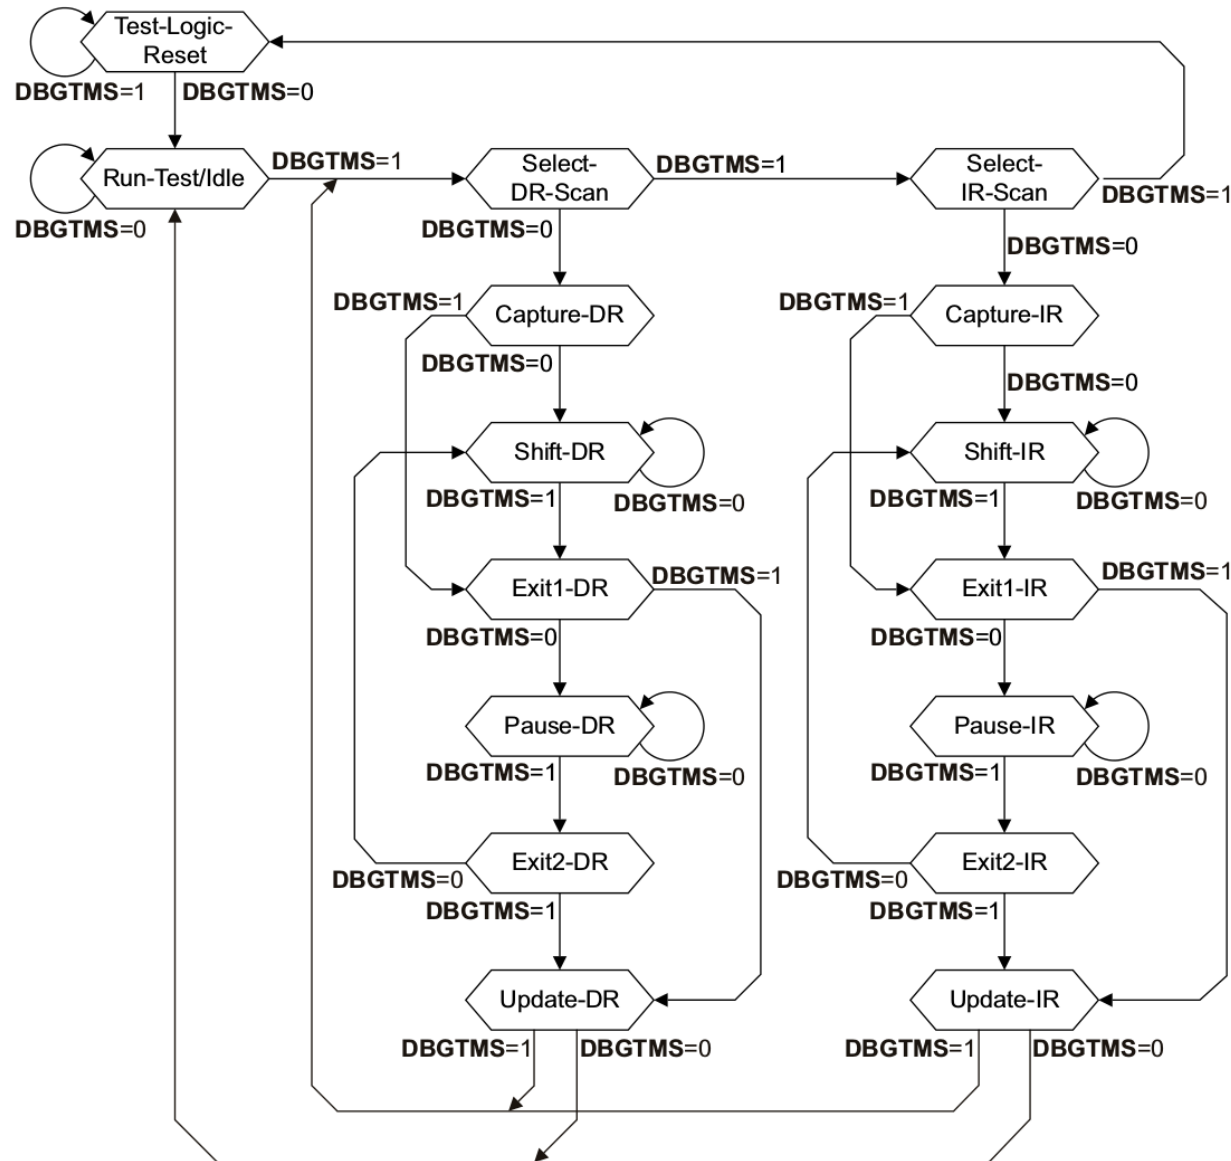 Test-Logic-
Reset
DBGTMS=1
DBGTMS=0
Run-Test/Idle
DBGTMS=0
DBGTMS=1
Select-
DR-Scan
DBGTMS=1
Select-
IR-Scan
DBGTMS=1
DBGTMS=0
DBGTMS=0
DBGTMS=1
Capture-DR
DBGTMS=1
Capture-IR
DBGTMS=0
DBGTMS=0
Shift-DR
Shift-IR
DBGTMS=1
DBGTMS=0
DBGTMS=1
DBGTMS=0
Exit1-DR
DBGTMS=1
Exit1-IR
DBGTMS=1
DBGTMS=0
DBGTMS=0
Pause-DR
Pause-IR
DBGTMS=1
DBGTMS=0
DBGTMS=1
DBGTMS=0
Exit2-DR
Exit2-IR
DBGTMS=0
DBGTMS=1
DBGTMS=0
DBGTMS=1
Update-DR
Update-IR
DBGTMS=1
DBGTMS=0
DBGTMS=1
DBGTMS=0